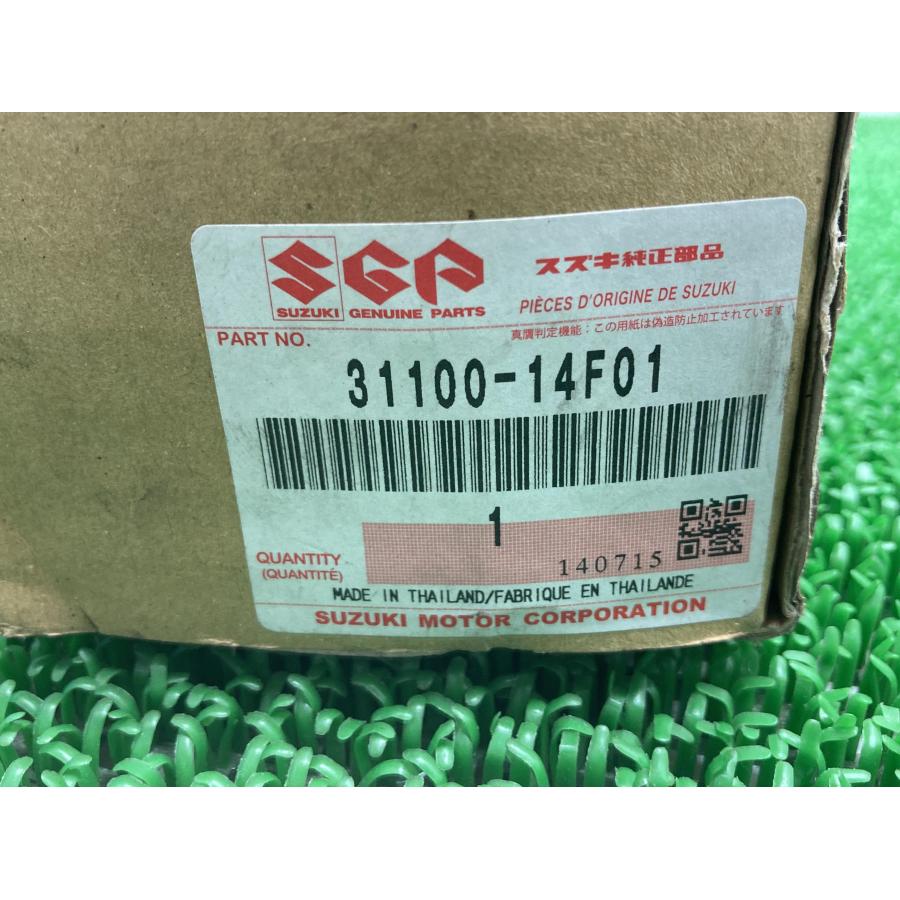 SGP
スズキ純正部品
SUZUKI GENUINE PARTS
PIÈCES D'ORIGINE DE SUZUKI
PART NO.
真贋判定機能：この用紙は偽造防止加工されています
31100-14F01
1
QUANTITY
(QUANTITÉ)
140715
MADE IN THAILAND/FABRIQUE EN THAILANDE
SUZUKI MOTOR CORPORATION